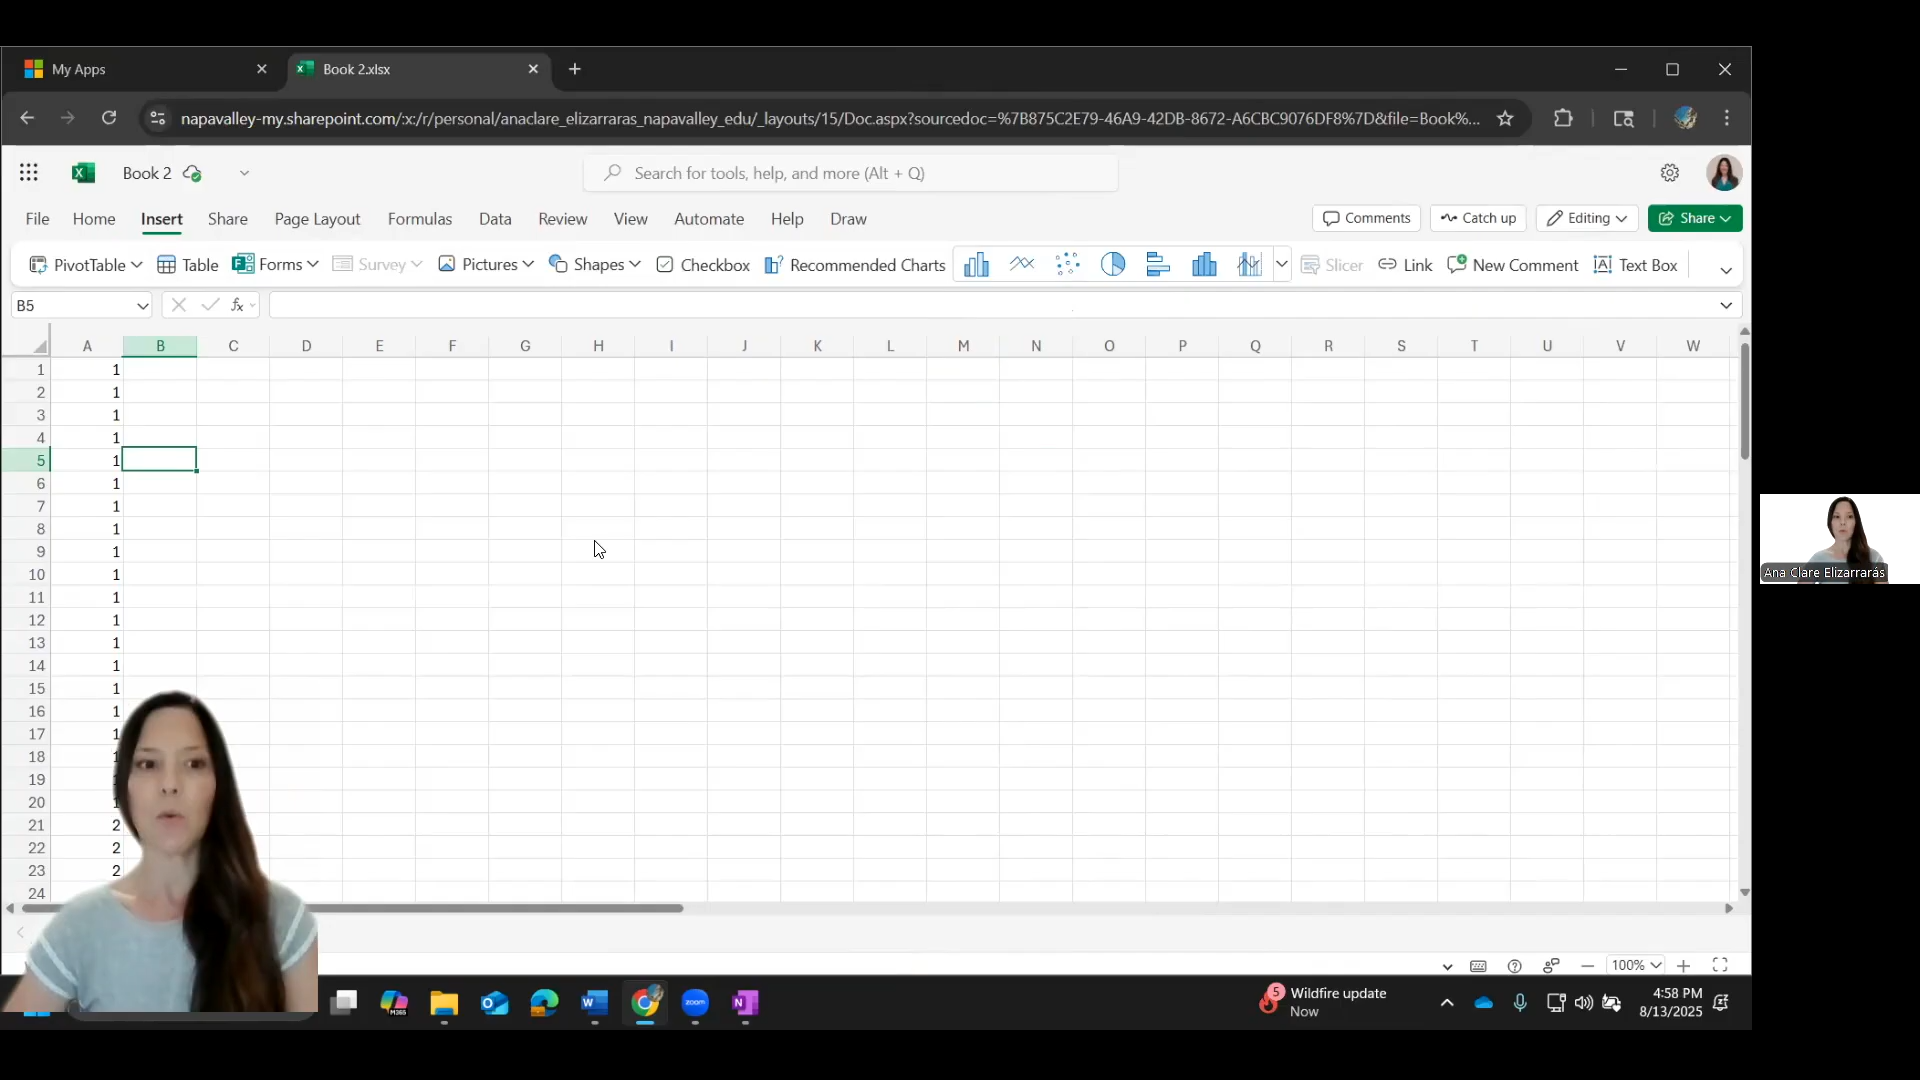 My Apps
Book 2.xlsx
napavalley-my.sharepoint.com/:x:/r/personal/anaclare_elizarraras_napavalley_edu/_layouts/15/Doc.aspx?sourcedoc=%7B875C2E79-46A9-42DB-8672-A6CBC9076DF8%7D&file=Book%...
Book 2
Search for tools, help, and more (Alt + Q)
File Home Insert Share Page Layout Formulas Data Review View Automate Help Draw
Comments Catch up Editing Share
PivotTable Table Forms Survey Pictures Shapes Checkbox Recommended Charts Slicer Link New Comment Text Box
B5 fx
A B C D E F G H I J K L M N O P Q R S T U V W
1 1
2 1
3 1
4 1
5 1
6 1
7 1
8 1
9 1
10 1
11 1
12 1
13 1
14 1
15 1
16 1
17 1
18 1
19
20
21 2
22 2
23 2
24
Ana Clare Elizarrarás
100%
M365
zoom
5
Wildfire update
Now
4:58 PM
8/13/2025